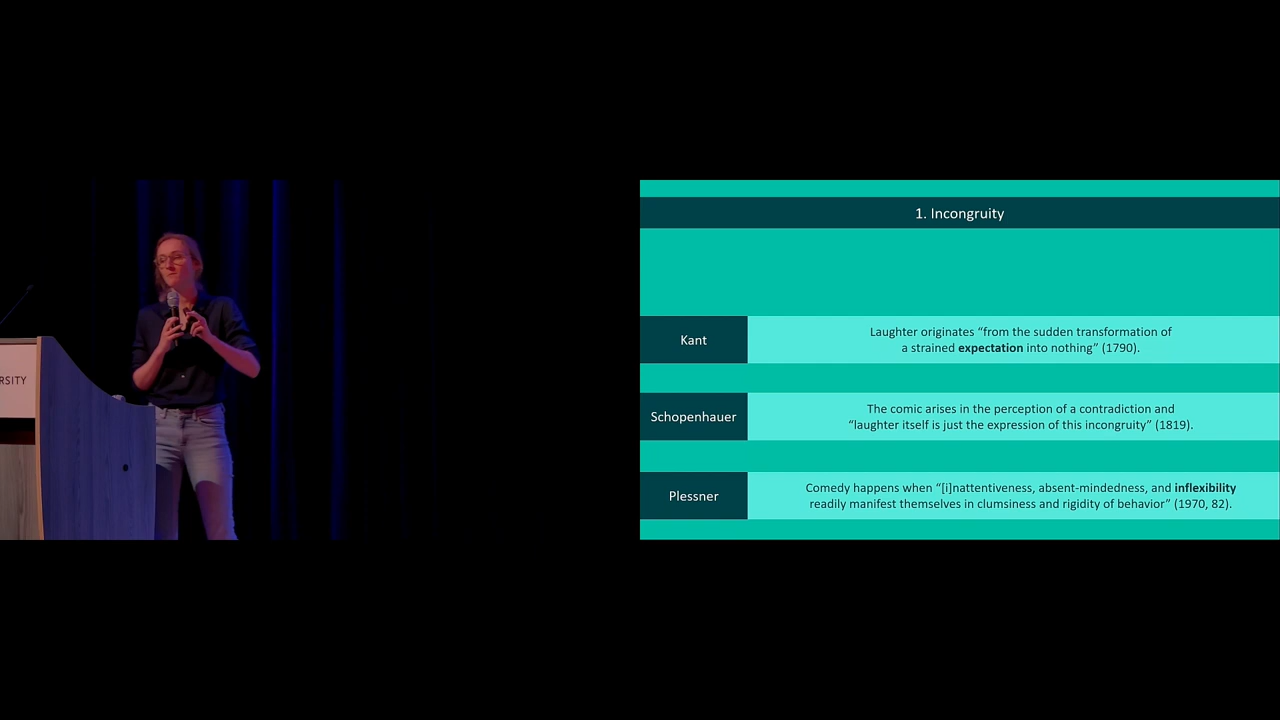 RSITY
1. Incongruity
Kant
Laughter originates “from the sudden transformation of
a strained expectation into nothing” (1790).
Schopenhauer
The comic arises in the perception of a contradiction and
“laughter itself is just the expression of this incongruity” (1819).
Plessner
Comedy happens when “[i]nattentiveness, absent-mindedness, and inflexibility
readily manifest themselves in clumsiness and rigidity of behavior” (1970, 82).